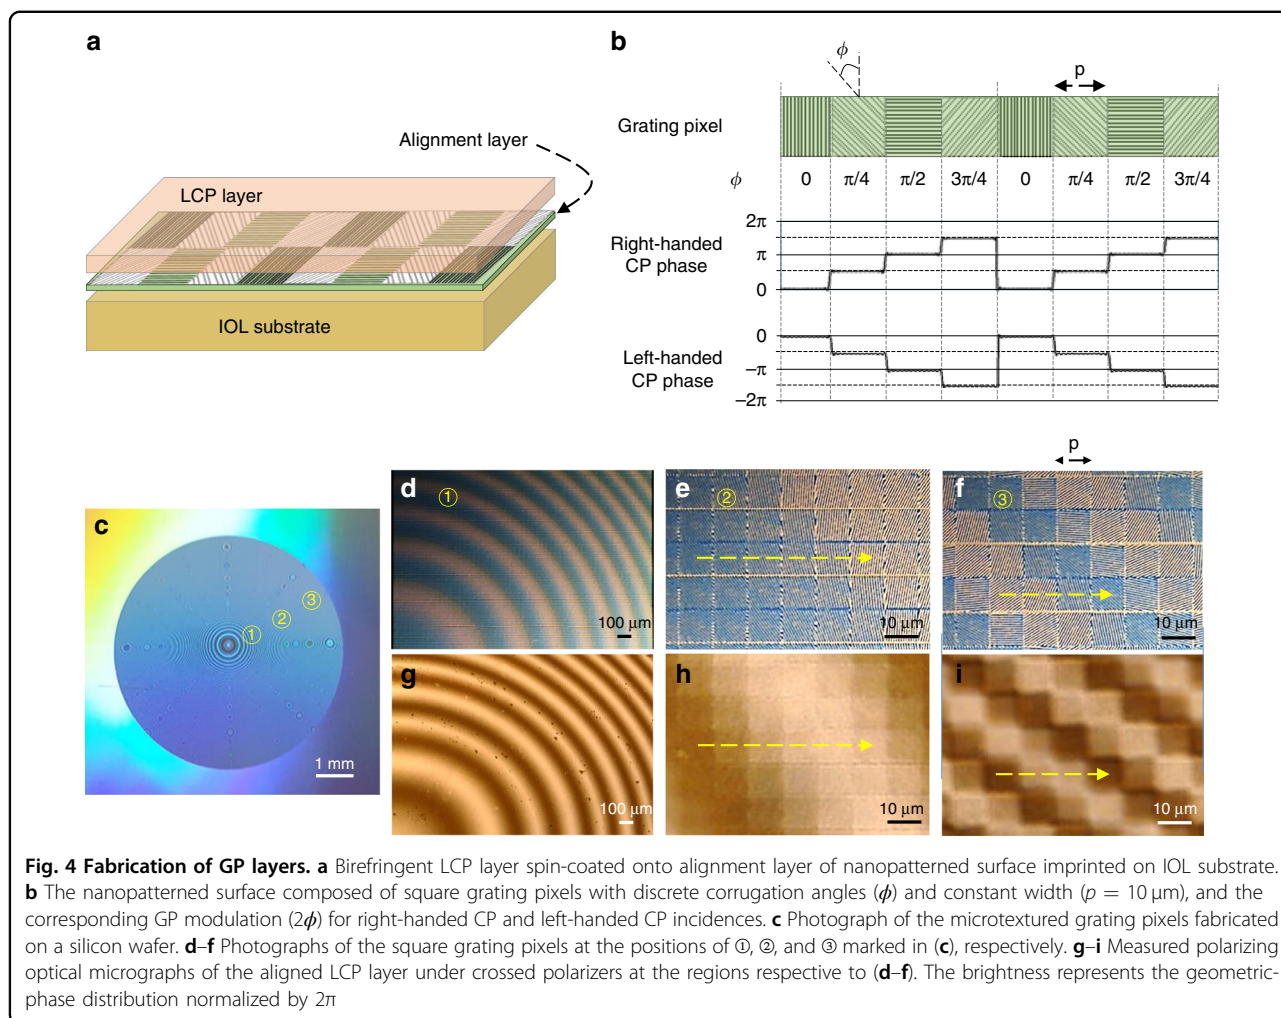 a
Alignment layer
LCP layer
IOL substrate
b
ϕ
p
Grating pixel
ϕ 0 π/4 π/2 3π/4 0 π/4 π/2 3π/4
2π
Right-handed
CP phase
π
0
0
Left-handed
CP phase
−π
−2π
p
c
①
②
③
1 mm
d
①
100 μm
e
②
10 μm
f
③
10 μm
g
100 μm
h
10 μm
i
10 μm
Fig. 4 Fabrication of GP layers. a Birefringent LCP layer spin-coated onto alignment layer of nanopatterned surface imprinted on IOL substrate.
b The nanopatterned surface composed of square grating pixels with discrete corrugation angles (ϕ) and constant width (p = 10 μm), and the
corresponding GP modulation (2ϕ) for right-handed CP and left-handed CP incidences. c Photograph of the microtextured grating pixels fabricated
on a silicon wafer. d–f Photographs of the square grating pixels at the positions of ①, ②, and ③ marked in (c), respectively. g–i Measured polarizing
optical micrographs of the aligned LCP layer under crossed polarizers at the regions respective to (d–f). The brightness represents the geometric-
phase distribution normalized by 2π